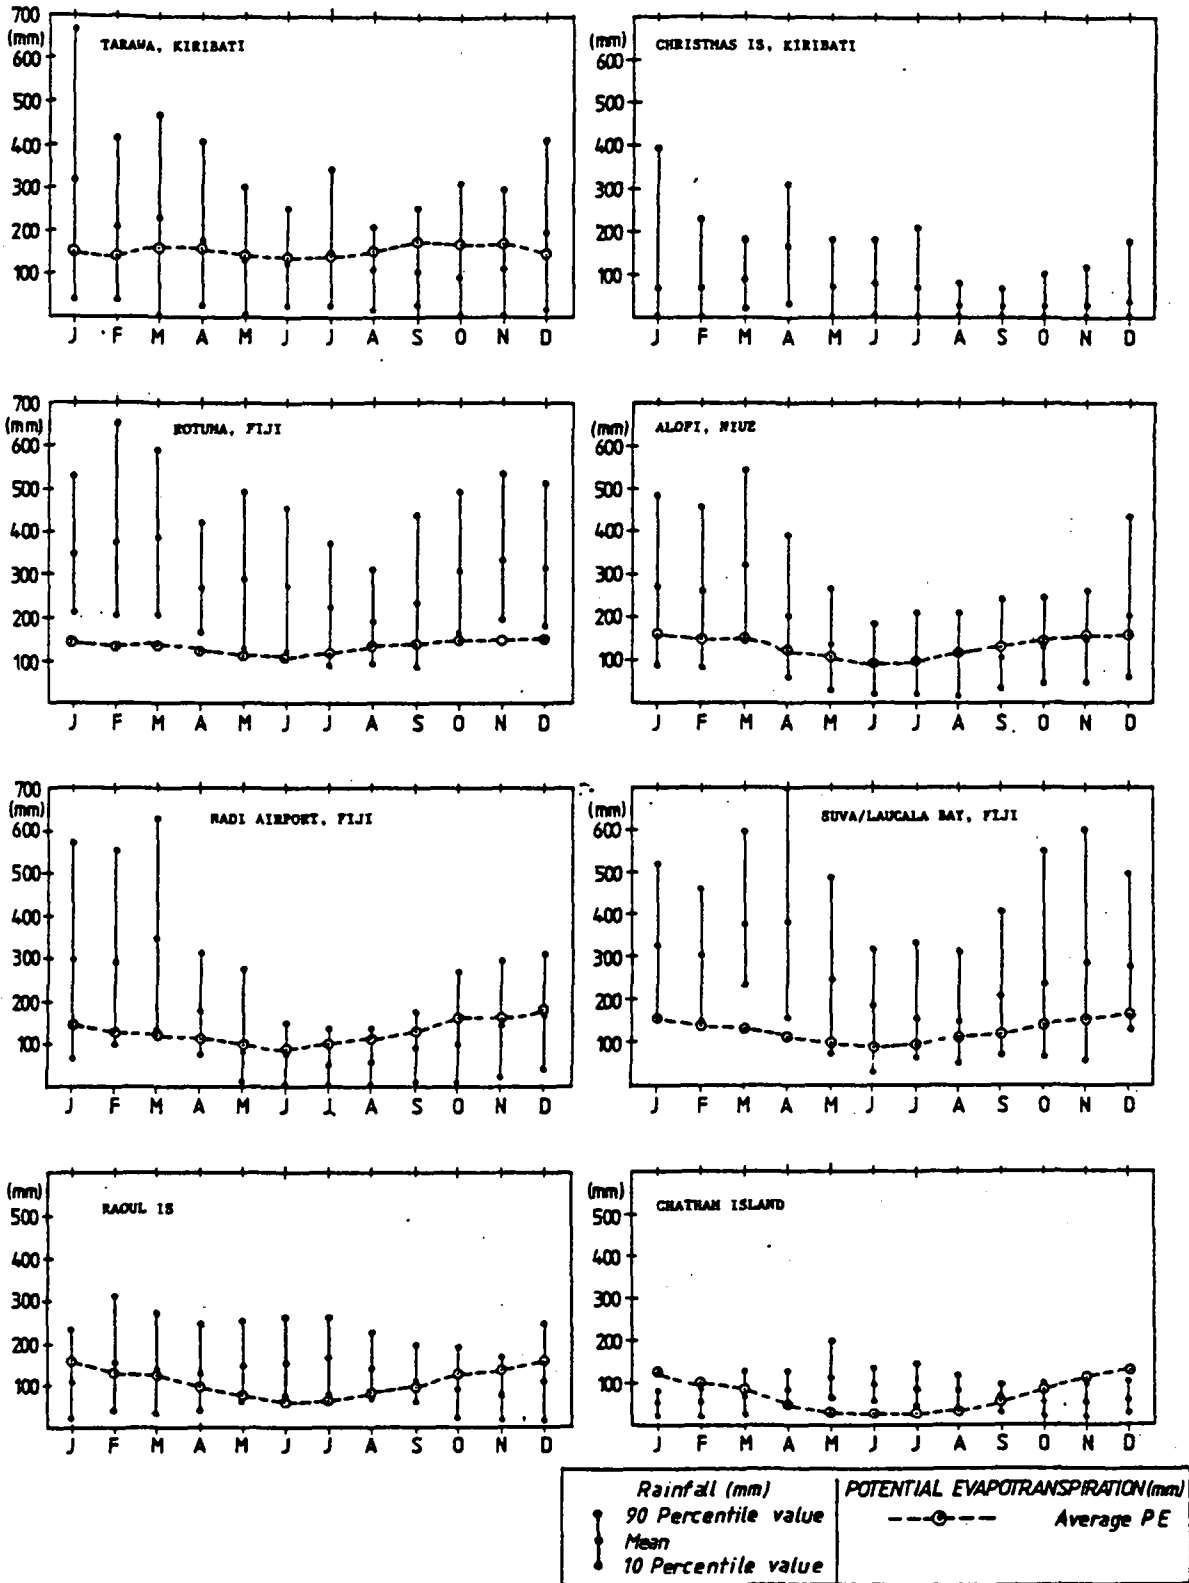 700
(mm)
600
500
400
300
200
100
TARAWA, KIRIBATI
J F M A M J J A S O N D
(mm)
600
500
400
300
200
100
CHRISTMAS IS, KIRIBATI
J F M A M J J A S O N D
700
(mm)
600
500
400
300
200
100
ROTUMA, FIJI
J F M A M J J A S O N D
(mm)
600
500
400
300
200
100
ALOFI, NIUE
J F M A M J J A S O N D
700
(mm)
600
500
400
300
200
100
NADI AIRPORT, FIJI
J F M A M J J A S O N D
(mm)
600
500
400
300
200
100
SUVA/LAUCALA BAY, FIJI
J F M A M J J A S O N D
(mm)
500
400
300
200
100
RAOUL IS
J F M A M J J A S O N D
(mm)
500
400
300
200
100
CHATHAM ISLAND
J F M A M J J A S O N D
Rainfall (mm)
90 Percentile value
Mean
10 Percentile value
POTENTIAL EVAPOTRANSPIRATION (mm)
Average PE